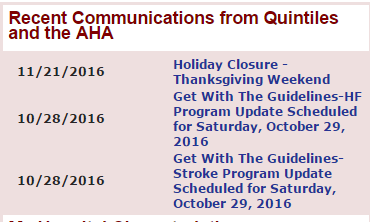 Recent Communications from Quintiles
and the AHA
11/21/2016
Holiday Closure -
Thanksgiving Weekend
10/28/2016
Get With The Guidelines-HF
Program Update Scheduled
for Saturday, October 29,
2016
10/28/2016
Get With The Guidelines-
Stroke Program Update
Scheduled for Saturday,
October 29, 2016